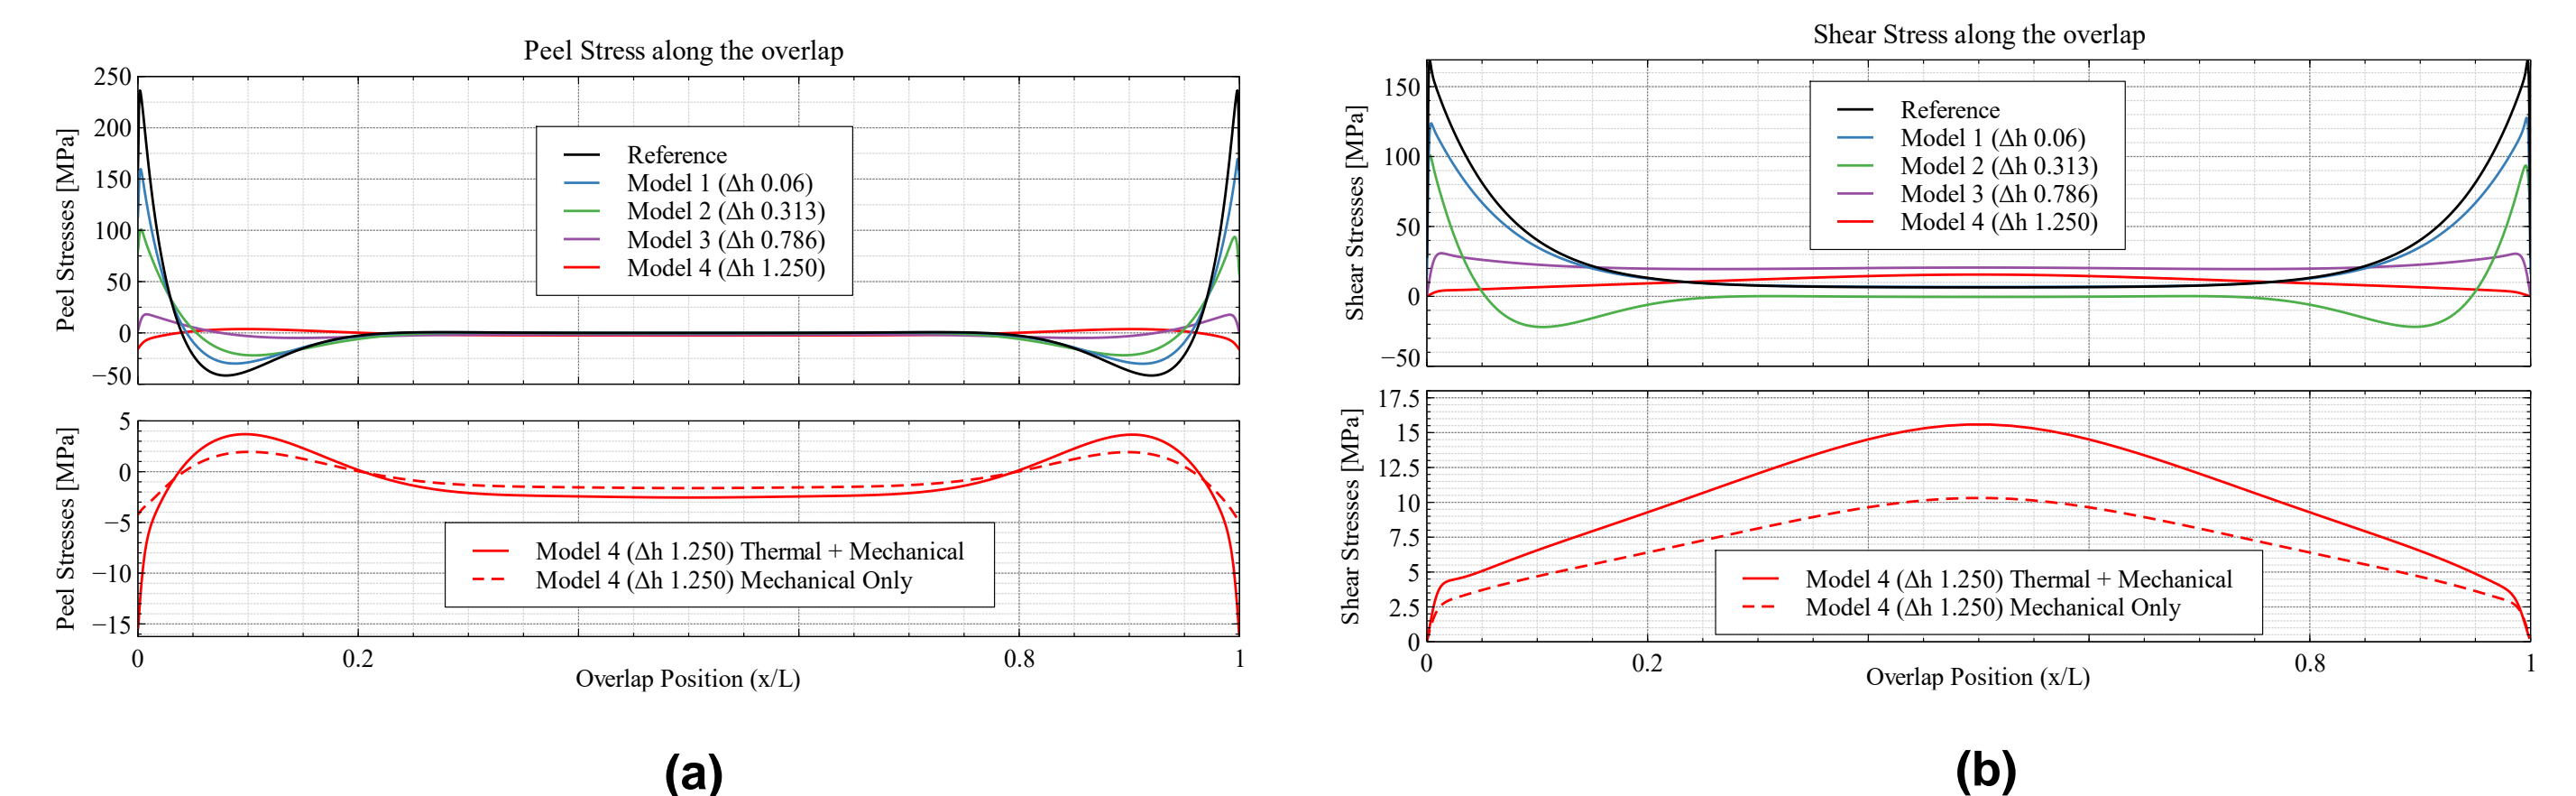 Peel Stress along the overlap
250
200
150
100
50
0
−50
Peel Stresses [MPa]
Reference
Model 1 (Δh 0.06)
Model 2 (Δh 0.313)
Model 3 (Δh 0.786)
Model 4 (Δh 1.250)
5
0
−5
−10
−15
Peel Stresses [MPa]
Model 4 (Δh 1.250) Thermal + Mechanical
Model 4 (Δh 1.250) Mechanical Only
0 0.2 0.8 1
Overlap Position (x/L)
(a)
Shear Stress along the overlap
150
100
50
0
−50
Shear Stresses [MPa]
Reference
Model 1 (Δh 0.06)
Model 2 (Δh 0.313)
Model 3 (Δh 0.786)
Model 4 (Δh 1.250)
17.5
15
12.5
10
7.5
5
2.5
0
Shear Stresses [MPa]
Model 4 (Δh 1.250) Thermal + Mechanical
Model 4 (Δh 1.250) Mechanical Only
0 0.2 0.8 1
Overlap Position (x/L)
(b)